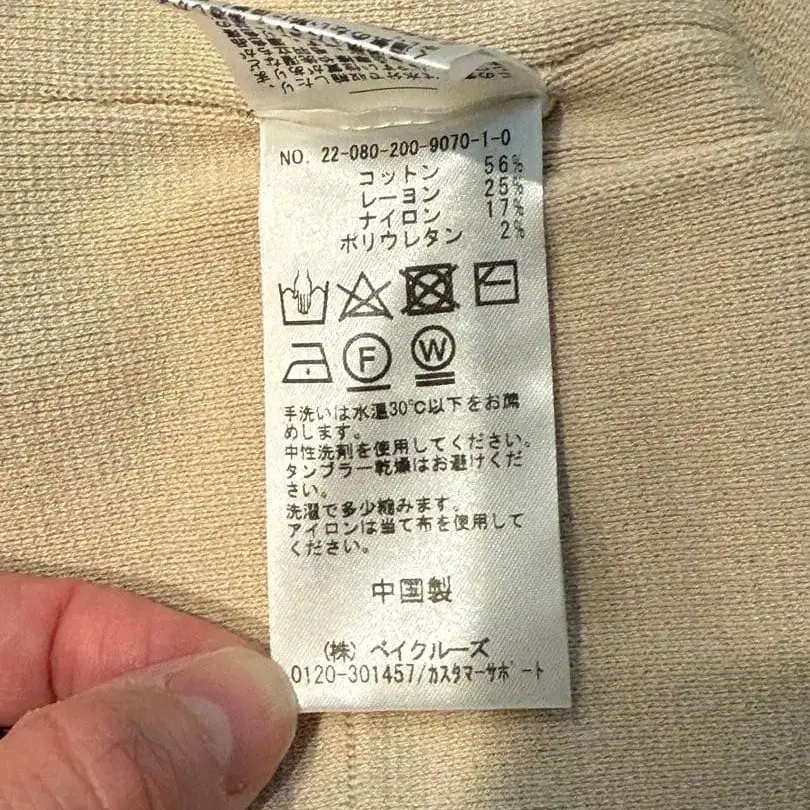 NO. 22-080-200-9070-1-0
コットン 56%
レーヨン 25%
ナイロン 17%
ポリウレタン 2%
F W
手洗いは水温30℃以下をお薦
めします。
中性洗剤を使用してください。
タンブラー乾燥はお避けくだ
さい。
洗濯で多少縮みます。
アイロンは当て布を使用して
ください。
中国製
(株) ベイクルーズ
0120-301457/カスタマーサポート